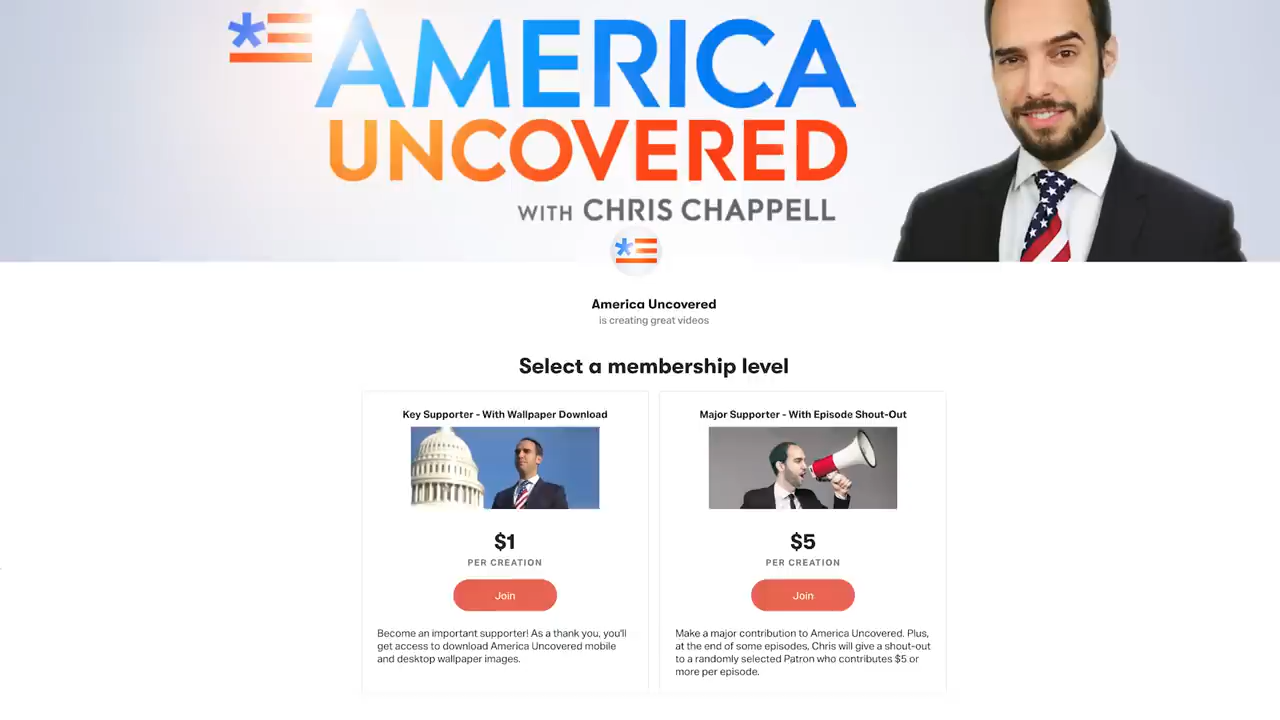 AMERICA
UNCOVERED
WITH CHRIS CHAPPELL
America Uncovered
is creating great videos
Select a membership level
Key Supporter - With Wallpaper Download
$1
PER CREATION
Join
Become an important supporter! As a thank you, you'll
get access to download America Uncovered mobile
and desktop wallpaper images.
Major Supporter - With Episode Shout-Out
$5
PER CREATION
Join
Make a major contribution to America Uncovered. Plus,
at the end of some episodes, Chris will give a shout-out
to a randomly selected Patron who contributes $5 or
more per episode.